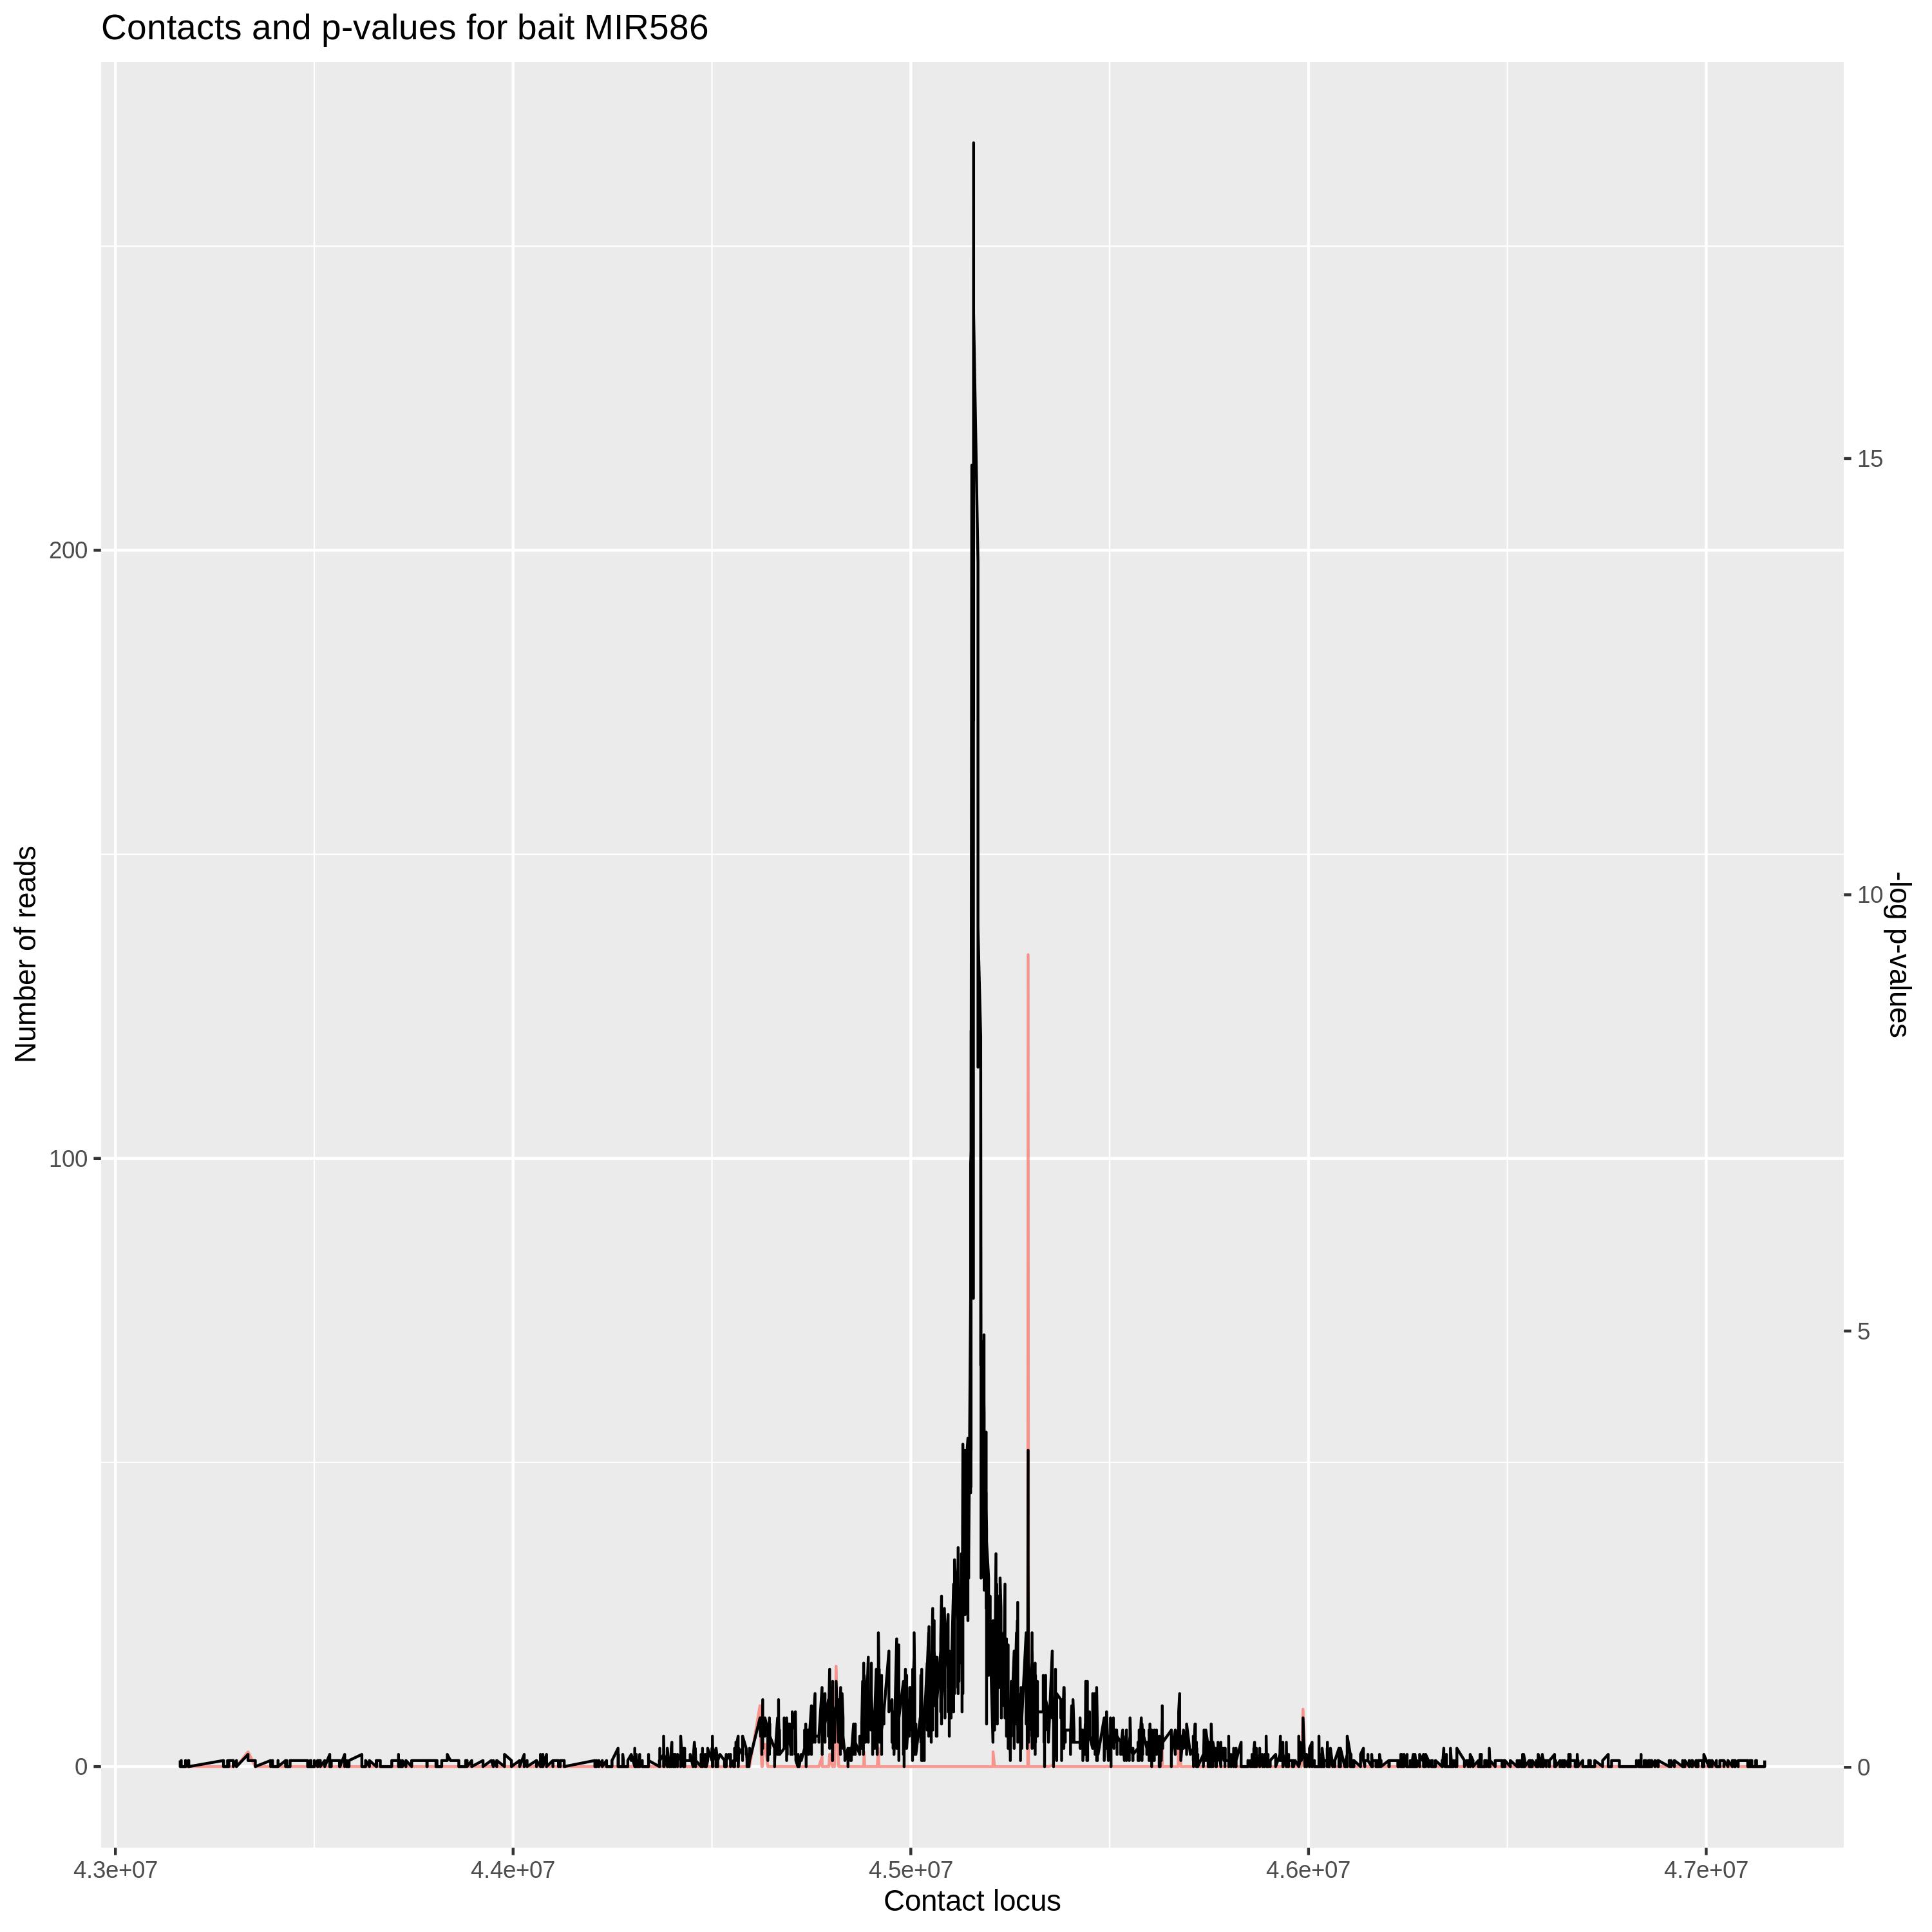 Contacts and p-values for bait MIR586
Number of reads
200
100
0
15
10
5
0
-log p-values
4.3e+07
4.4e+07
4.5e+07
4.6e+07
4.7e+07
Contact locus